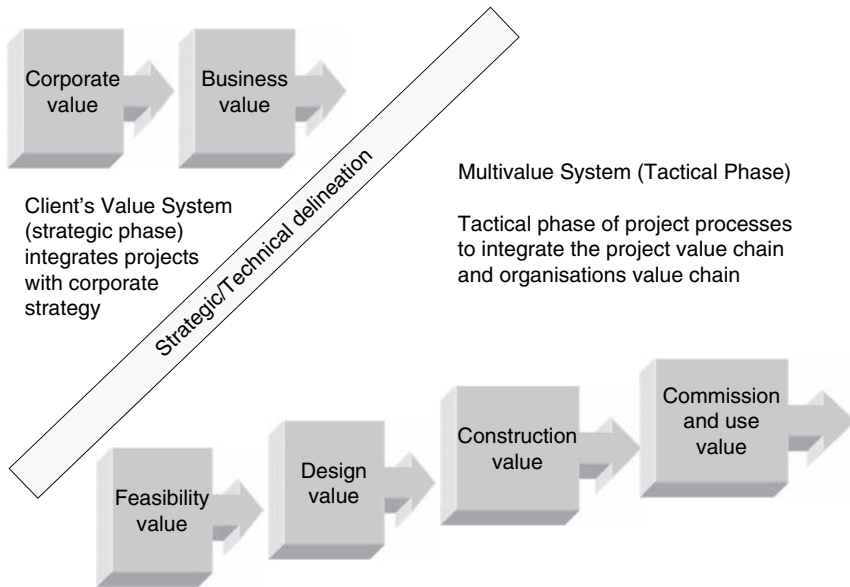 Corporate
value
Business
value
Client's Value System
(strategic phase)
integrates projects
with corporate
strategy
Strategic/Technical delineation
Multivalue System (Tactical Phase)
Tactical phase of project processes
to integrate the project value chain
and organisations value chain
Feasibility
value
Design
value
Construction
value
Commission
and use
value